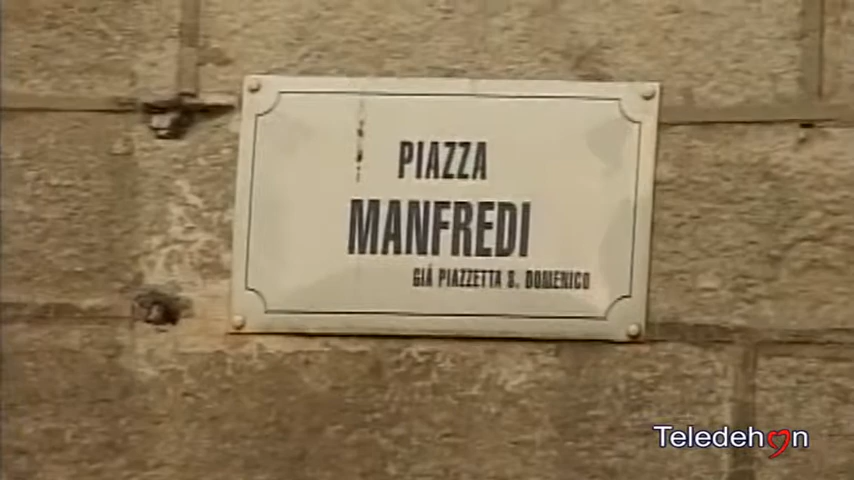 PIAZZA
MANFREDI
GIÁ PIAZZETTA S. DOMENICO
Teledehon